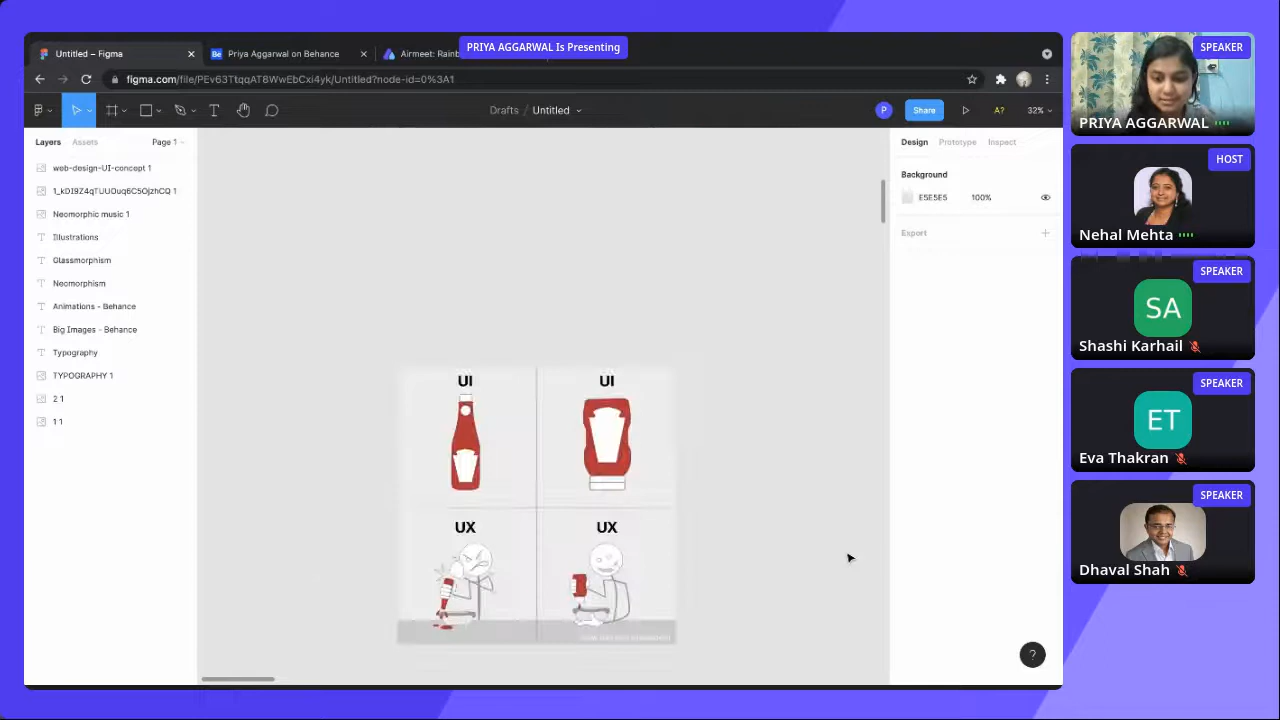 Untitled – Figma
Priya Aggarwal on Behance
Airmeet: Rainb
PRIYA AGGARWAL Is Presenting
figma.com/file/PEv63TtqqAT8WwEbCxi4yk/Untitled?node-id=0%3A1
Drafts / Untitled
P
Share
A?
32%
Layers
Assets
Page 1
web-design-UI-concept 1
Neomorphic music 1
Illustrations
Glassmorphism
Neomorphism
Animations - Behance
Big Images - Behance
Typography
TYPOGRAPHY 1
2 1
1 1
UI
UI
UX
UX
Design
Prototype
Inspect
Background
E5E5E5
100%
Export
?
SPEAKER
PRIYA AGGARWAL
HOST
Nehal Mehta
SPEAKER
SA
Shashi Karhail
SPEAKER
ET
Eva Thakran
SPEAKER
Dhaval Shah